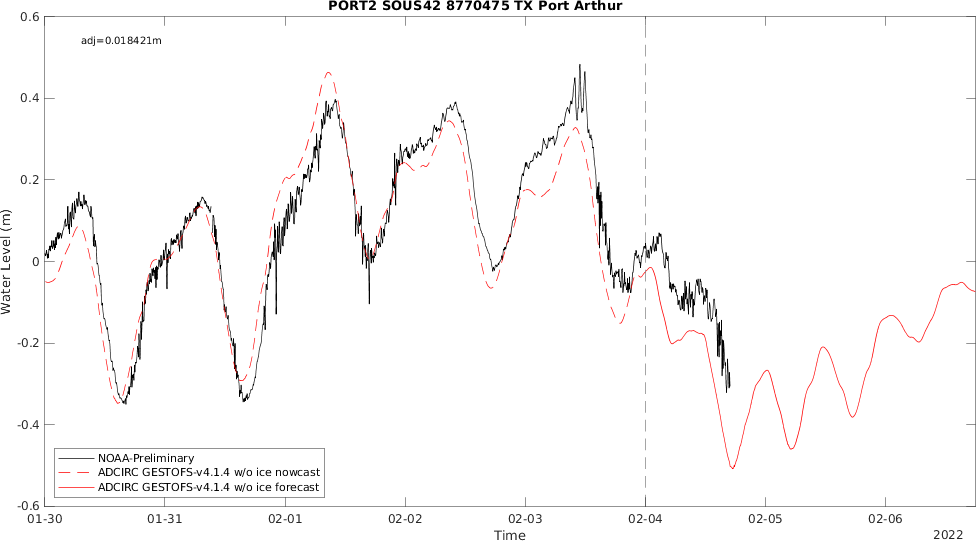 PORT2 SOUS42 8770475 TX Port Arthur
adj=0.018421m
Water Level (m)
0.6
0.4
0.2
0
-0.2
-0.4
-0.6
NOAA-Preliminary
ADCIRC GESTOFS-v4.1.4 w/o ice nowcast
ADCIRC GESTOFS-v4.1.4 w/o ice forecast
01-30 01-31 02-01 02-02 02-03 02-04 02-05 02-06
Time
2022